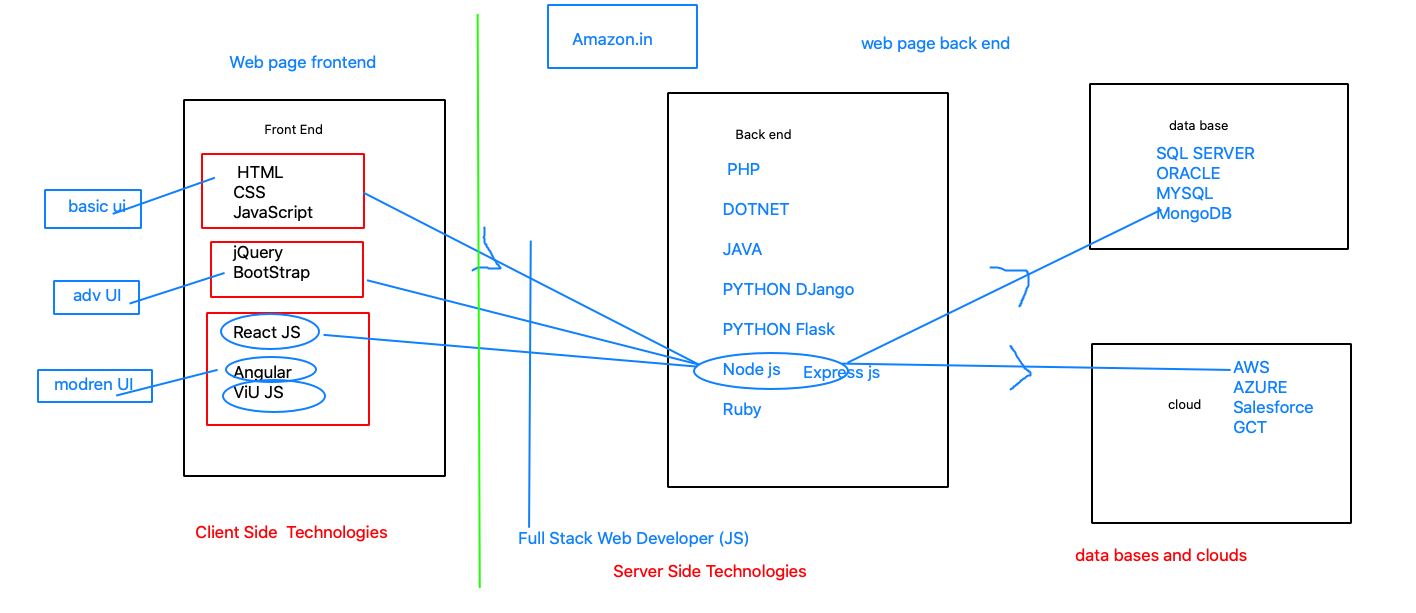 Amazon.in
Web page frontend
web page back end
Front End
HTML
CSS
JavaScript
basic ui
jQuery
BootStrap
adv UI
React JS
Angular
ViU JS
modren UI
Client Side  Technologies
Back end
PHP
DOTNET
JAVA
PYTHON DJango
PYTHON Flask
Node js
Express js
Ruby
Full Stack Web Developer (JS)
Server Side Technologies
data base
SQL SERVER
ORACLE
MYSQL
MongoDB
cloud
AWS
AZURE
Salesforce
GCT
data bases and clouds